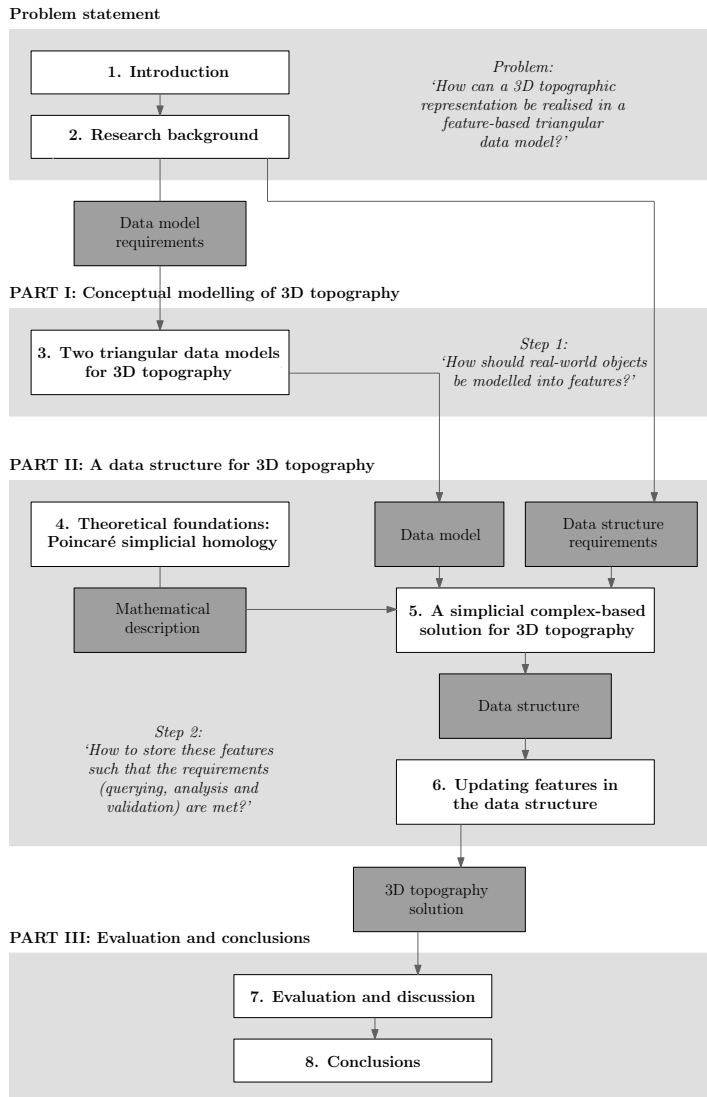 Problem statement
1. Introduction
2. Research background
Problem:
‘How can a 3D topographic
representation be realised in a
feature-based triangular
data model?’
Data model
requirements
PART I: Conceptual modelling of 3D topography
3. Two triangular data models
for 3D topography
Step 1:
‘How should real-world objects
be modelled into features?’
PART II: A data structure for 3D topography
4. Theoretical foundations:
Poincaré simplicial homology
Data model
Data structure
requirements
Mathematical
description
5. A simplicial complex-based
solution for 3D topography
Data structure
Step 2:
‘How to store these features
such that the requirements
(querying, analysis and
validation) are met?’
6. Updating features in
the data structure
3D topography
solution
PART III: Evaluation and conclusions
7. Evaluation and discussion
8. Conclusions